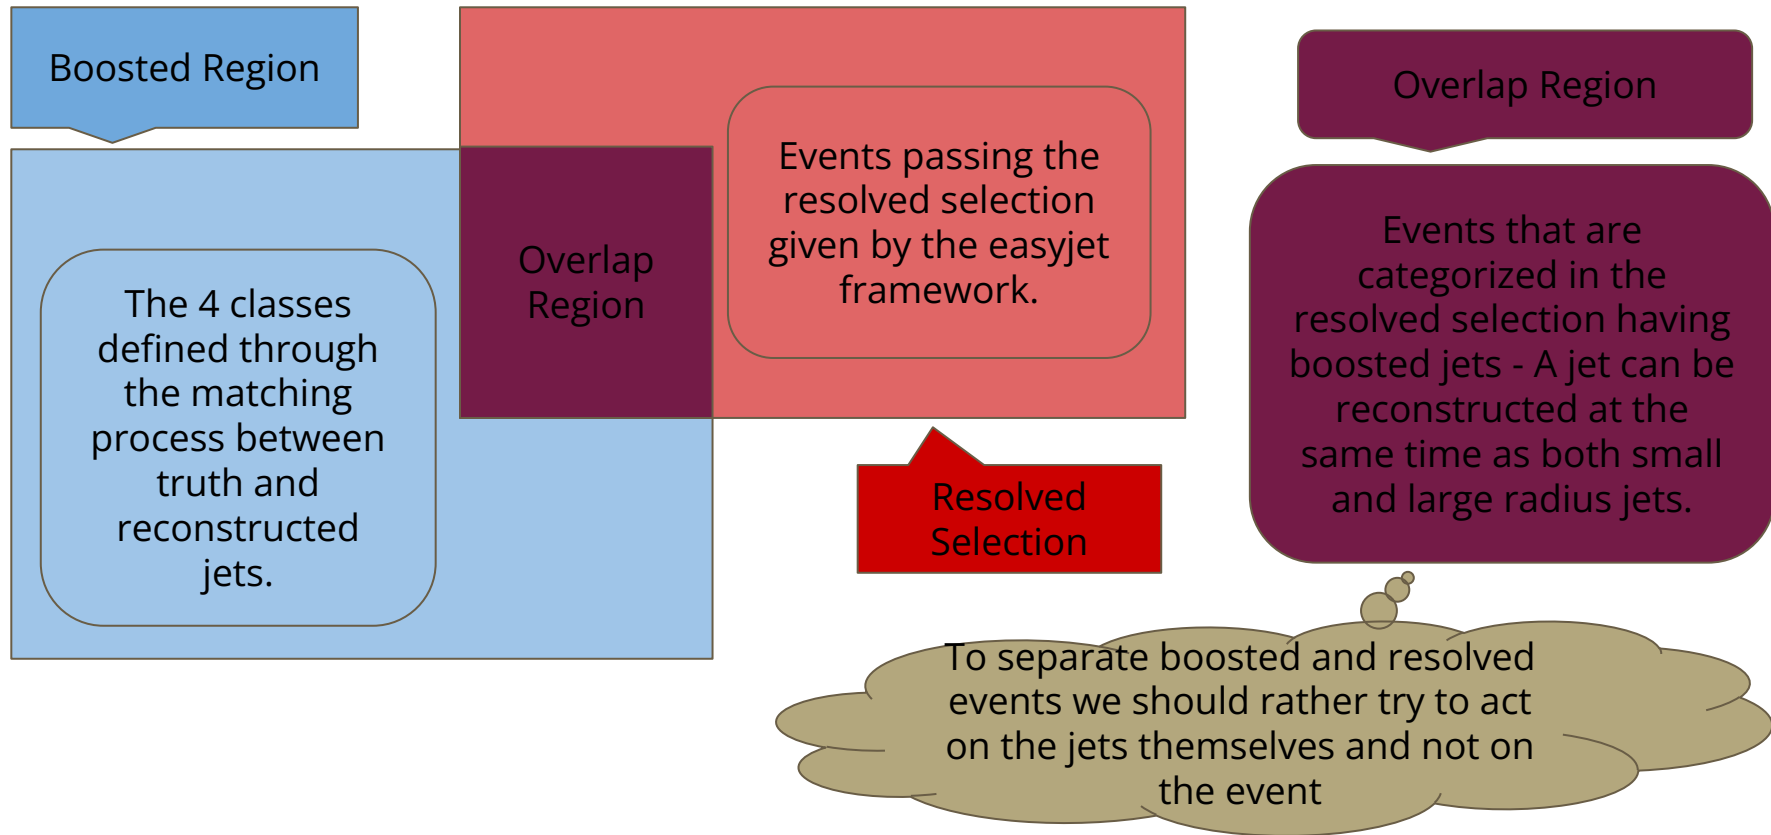 Boosted Region
The 4 classes
defined through
the matching
process between
truth and
reconstructed
jets.
Overlap
Region
Events passing the
resolved selection
given by the easyjet
framework.
Resolved
Selection
Overlap Region
Events that are
categorized in the
resolved selection having
boosted jets - A jet can be
reconstructed at the
same time as both small
and large radius jets.
To separate boosted and resolved
events we should rather try to act
on the jets themselves and not on
the event